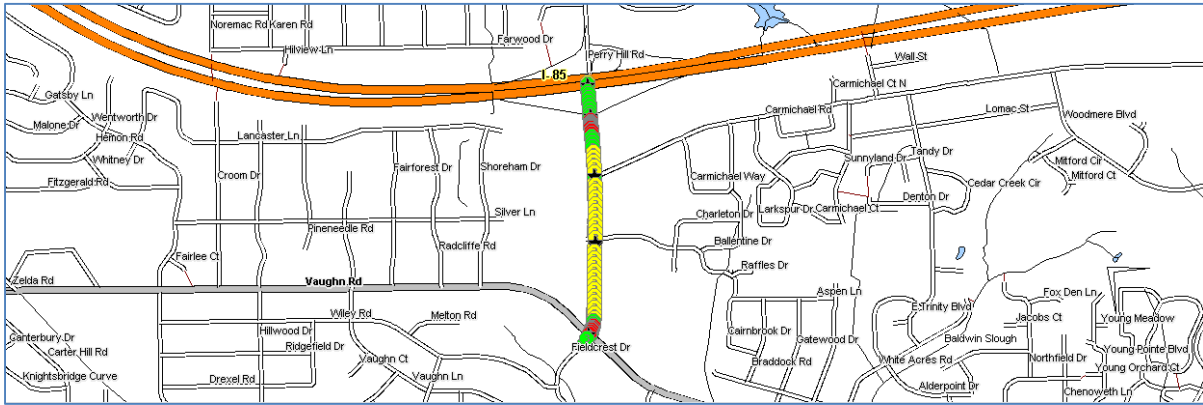 Noremac Rd
Karen Rd
Hillview Ln
Farwood Dr
Perry Hill Rd
I-85
Wall St
Carmichael Ct N
Gatsby Ln
Wentworth Dr
Malone Dr
Hemon Rd
Lancaster Ln
Carmichael Rd
Lomac St
Woodmere Blvd
Whitney Dr
Fitzgerald Rd
Croom Dr
Fairforest Dr
Shoreham Dr
Carmichael Way
Sunnyland Dr
Tandy Dr
Mitford Cir
Mitford Ct
Cedar Creek Cir
Denton Dr
Larkspur Dr
Carmichael Ct
Charleton Dr
Silver Ln
Pineneedle Rd
Radcliffe Rd
Ballentine Dr
Fairlee Ct
Raffles Dr
Zelda Rd
Vaughn Rd
Aspen Ln
Fox Den Ln
E Trinity Blvd
Wiley Rd
Melton Rd
Jacobs Ct
Young Meadow
Canterbury Dr
Hillwood Dr
Cairnbrook Dr
Gatewood Dr
Baldwin Slough
Carter Hill Rd
Ridgefield Dr
Fieldcrest Dr
Young Pointe Blvd
Vaughn Ct
Braddock Rd
White Acres Rd
Northfield Dr
Young Orchard Ct
Knightsbridge Curve
Drexel Rd
Vaughn Ln
Alderpoint Dr
Chenoweth Ln